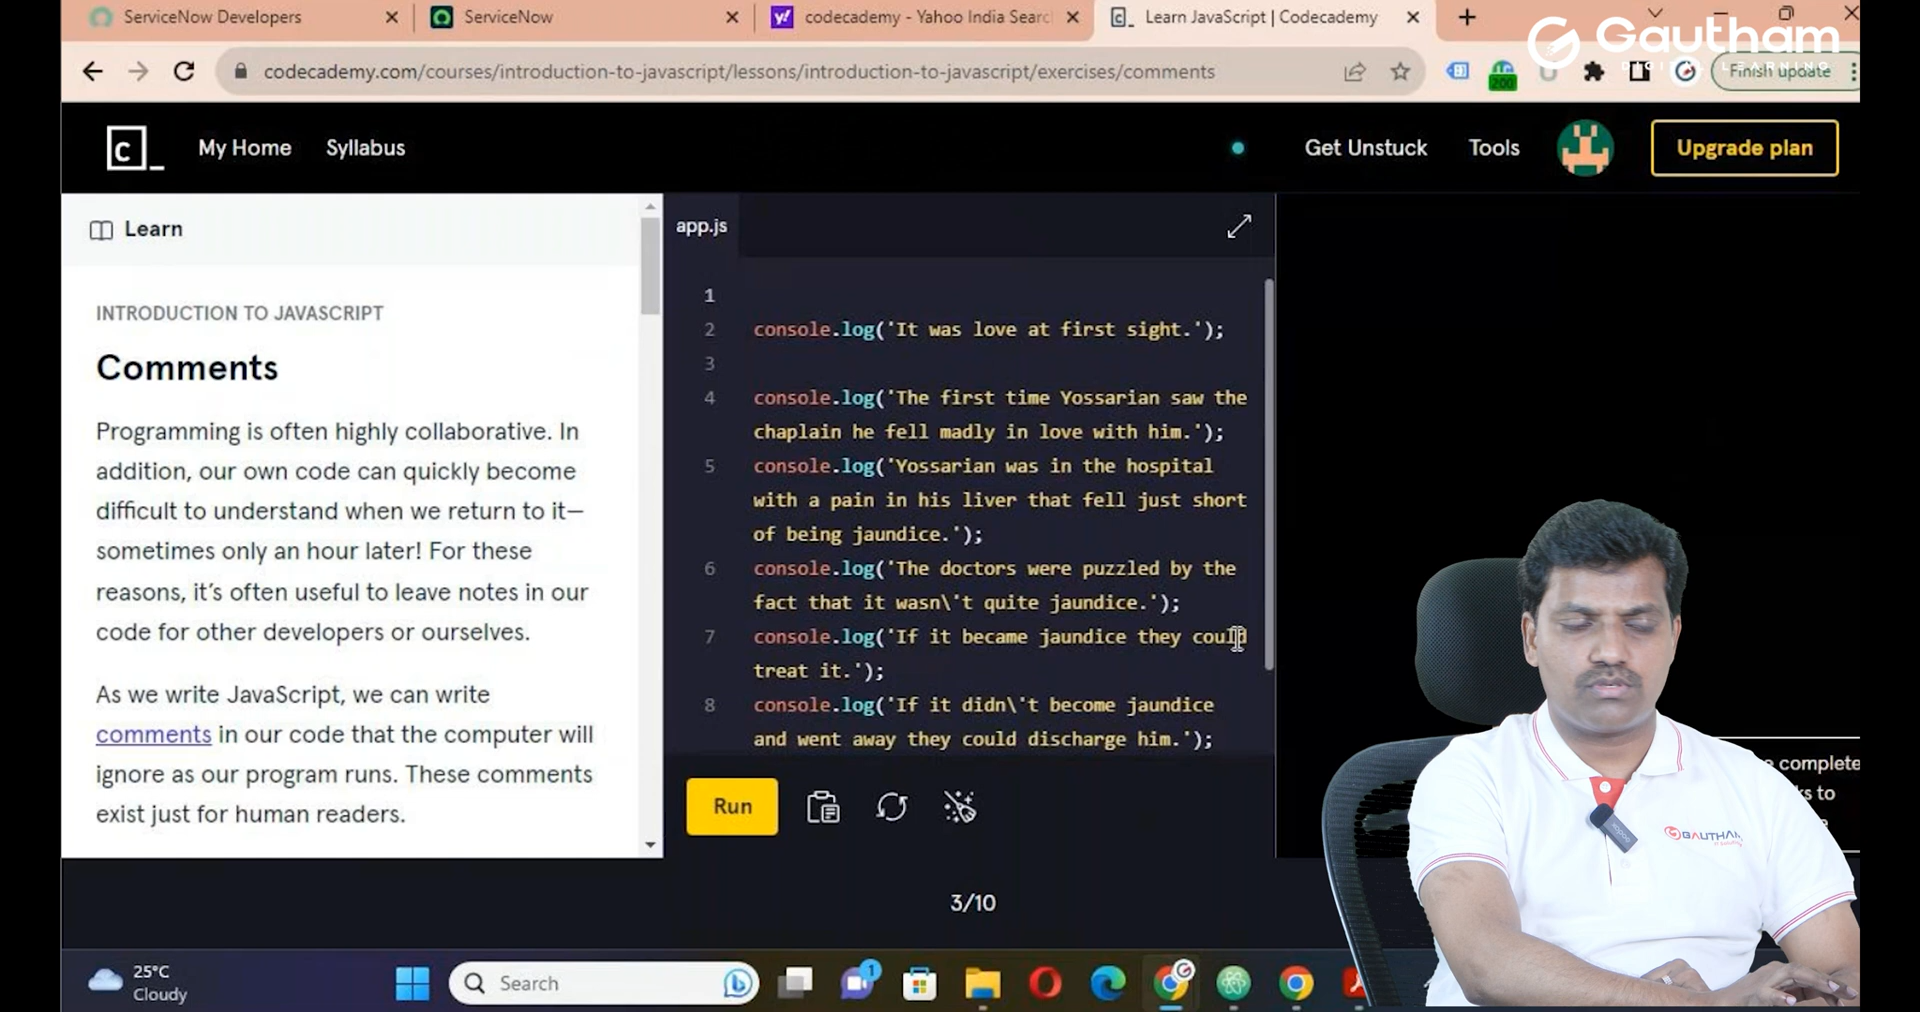 ServiceNow Developers
ServiceNow
codecademy - Yahoo India Searc
Learn JavaScript | Codecademy
Gautham
DIGITAL LEARNING
codecademy.com/courses/introduction-to-javascript/lessons/introduction-to-javascript/exercises/comments
200
Finish update
My Home
Syllabus
Get Unstuck
Tools
Upgrade plan
Learn
INTRODUCTION TO JAVASCRIPT
Comments
Programming is often highly collaborative. In
addition, our own code can quickly become
difficult to understand when we return to it—
sometimes only an hour later! For these
reasons, it's often useful to leave notes in our
code for other developers or ourselves.
As we write JavaScript, we can write
comments in our code that the computer will
ignore as our program runs. These comments
exist just for human readers.
app.js
1
2 console.log('It was love at first sight.');
3
4 console.log('The first time Yossarian saw the
chaplain he fell madly in love with him.');
5 console.log('Yossarian was in the hospital
with a pain in his liver that fell just short
of being jaundice.');
6 console.log('The doctors were puzzled by the
fact that it wasn\'t quite jaundice.');
7 console.log('If it became jaundice they could
treat it.');
8 console.log('If it didn\'t become jaundice
and went away they could discharge him.');
Run
complete
to
3/10
GAUTHAM
25°C
Cloudy
Search
1